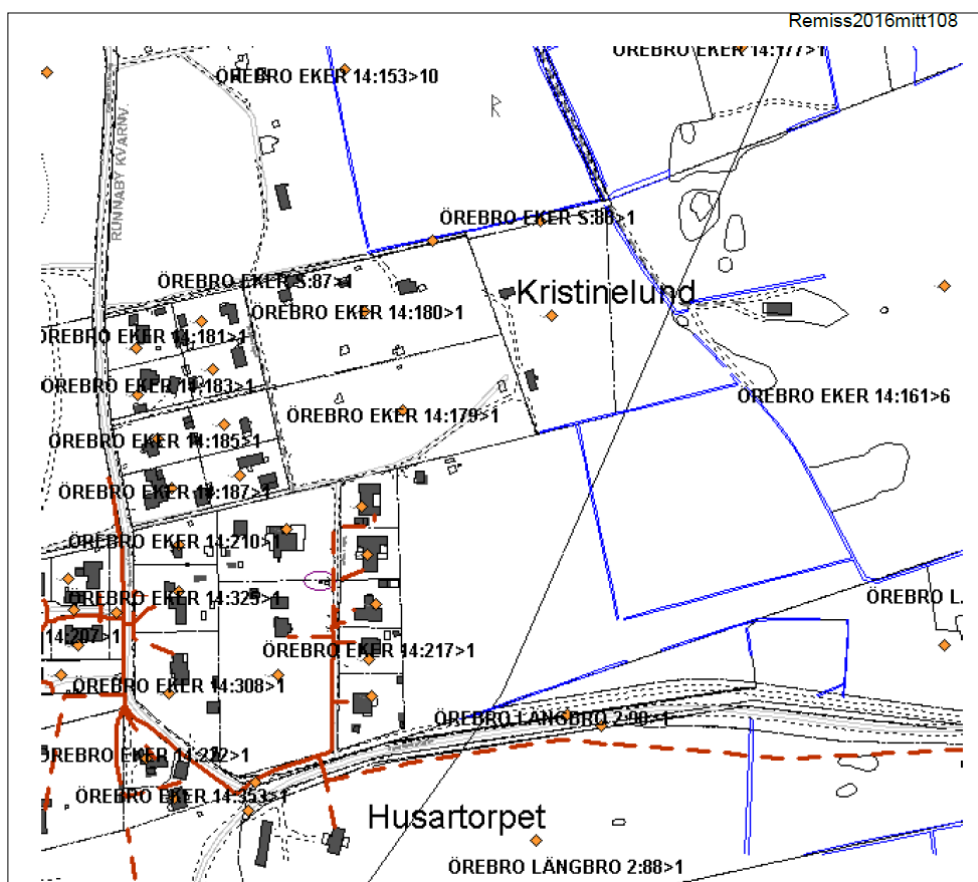 Remiss2016mitt108
ÖREBRO EKER 14:177>1
ÖREBRO EKER 14:153>10
RUNNABY KVARNV.
R
ÖREBRO EKER S:88>1
ÖREBRO EKER S:87>1
Kristinelund
ÖREBRO EKER 14:180>1
ÖREBRO EKER 14:181>1
ÖREBRO EKER 14:183>1
ÖREBRO EKER 14:161>6
ÖREBRO EKER 14:179>1
ÖREBRO EKER 14:185>1
ÖREBRO EKER 14:187>1
ÖREBRO EKER 14:210>1
ÖREBRO EKER 14:325>1
ÖREBRO L.
14:207>1
ÖREBRO EKER 14:217>1
ÖREBRO EKER 14:308>1
ÖREBRO LÄNGBRO 2:90>1
ÖREBRO EKER 14:222>1
ÖREBRO EKER 14:353>1
Husartorpet
ÖREBRO LÄNGBRO 2:88>1